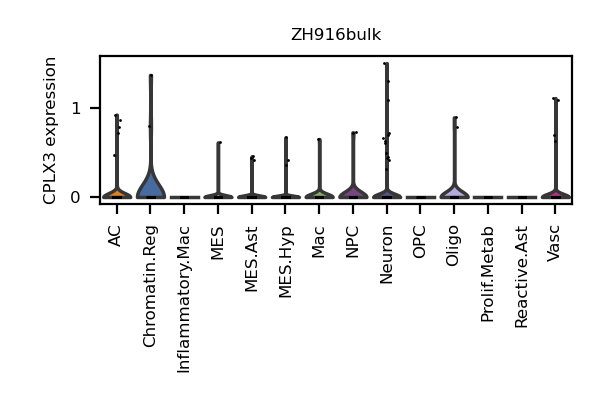 ZH916bulk
CPLX3 expression
1
0
AC
Chromatin.Reg
Inflammatory.Mac
MES
MES.Ast
MES.Hyp
Mac
NPC
Neuron
OPC
Oligo
Prolif.Metab
Reactive.Ast
Vasc